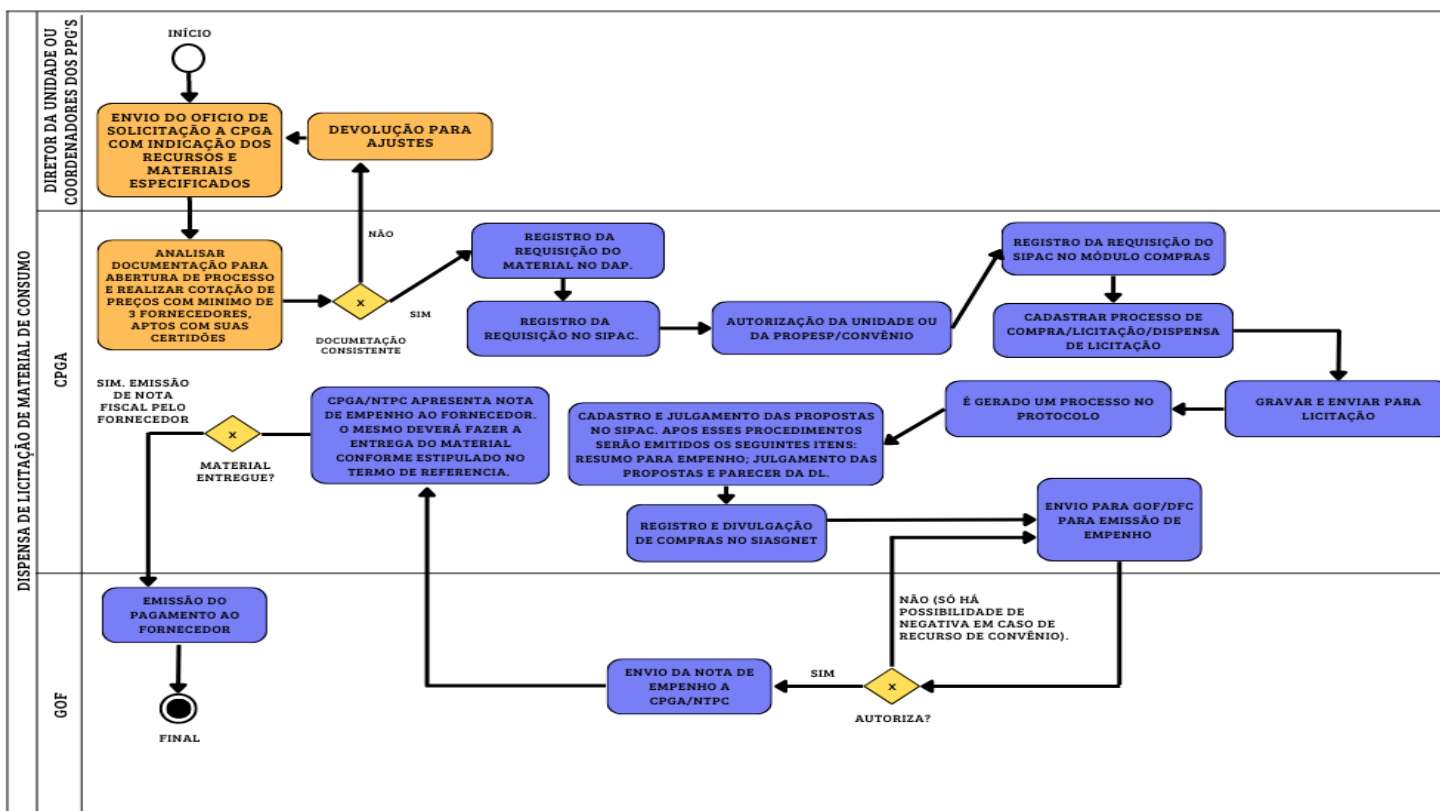 DISPENSA DE LICITAÇÃO DE MATERIAL DE CONSUMO
DIRETOR DA UNIDADE OU
COORDENADORES DOS PPG'S
INÍCIO
ENVIO DO OFICIO DE
SOLICITAÇÃO A CPGA
COM INDICAÇÃO DOS
RECURSOS E
MATERIAIS
ESPECIFICADOS
DEVOLUÇÃO PARA
AJUSTES
CPGA
ANALISAR
DOCUMENTAÇÃO PARA
ABERTURA DE PROCESSO
E REALIZAR COTAÇÃO DE
PREÇOS COM MINIMO DE
3 FORNECEDORES,
APTOS COM SUAS
CERTIDÕES
NÃO
X
SIM
DOCUMETAÇÃO
CONSISTENTE
REGISTRO DA
REQUISIÇÃO DO
MATERIAL NO DAP.
REGISTRO DA
REQUISIÇÃO NO SIPAC.
AUTORIZAÇÃO DA UNIDADE OU
DA PROPESP/CONVÊNIO
REGISTRO DA REQUISIÇÃO DO
SIPAC NO MÓDULO COMPRAS
CADASTRAR PROCESSO DE
COMPRA/LICITAÇÃO/DISPENSA
DE LICITAÇÃO
GRAVAR E ENVIAR PARA
LICITAÇÃO
É GERADO UM PROCESSO NO
PROTOCOLO
CADASTRO E JULGAMENTO DAS PROPOSTAS
NO SIPAC. APOS ESSES PROCEDIMENTOS
SERÃO EMITIDOS OS SEGUINTES ITENS:
RESUMO PARA EMPENHO; JULGAMENTO DAS
PROPOSTAS E PARECER DA DL.
REGISTRO E DIVULGAÇÃO
DE COMPRAS NO SIASGNET
ENVIO PARA GOF/DFC
PARA EMISSÃO DE
EMPENHO
CPGA/NTPC APRESENTA NOTA
DE EMPENHO AO FORNECEDOR.
O MESMO DEVERÁ FAZER A
ENTREGA DO MATERIAL
CONFORME ESTIPULADO NO
TERMO DE REFERENCIA.
X
MATERIAL
ENTREGUE?
SIM. EMISSÃO
DE NOTA
FISCAL PELO
FORNECEDOR
GOF
NÃO (SÓ HÁ
POSSIBILIDADE DE
NEGATIVA EM CASO DE
RECURSO DE CONVÊNIO).
X
AUTORIZA?
SIM
ENVIO DA NOTA DE
EMPENHO A
CPGA/NTPC
EMISSÃO DO
PAGAMENTO AO
FORNECEDOR
FINAL